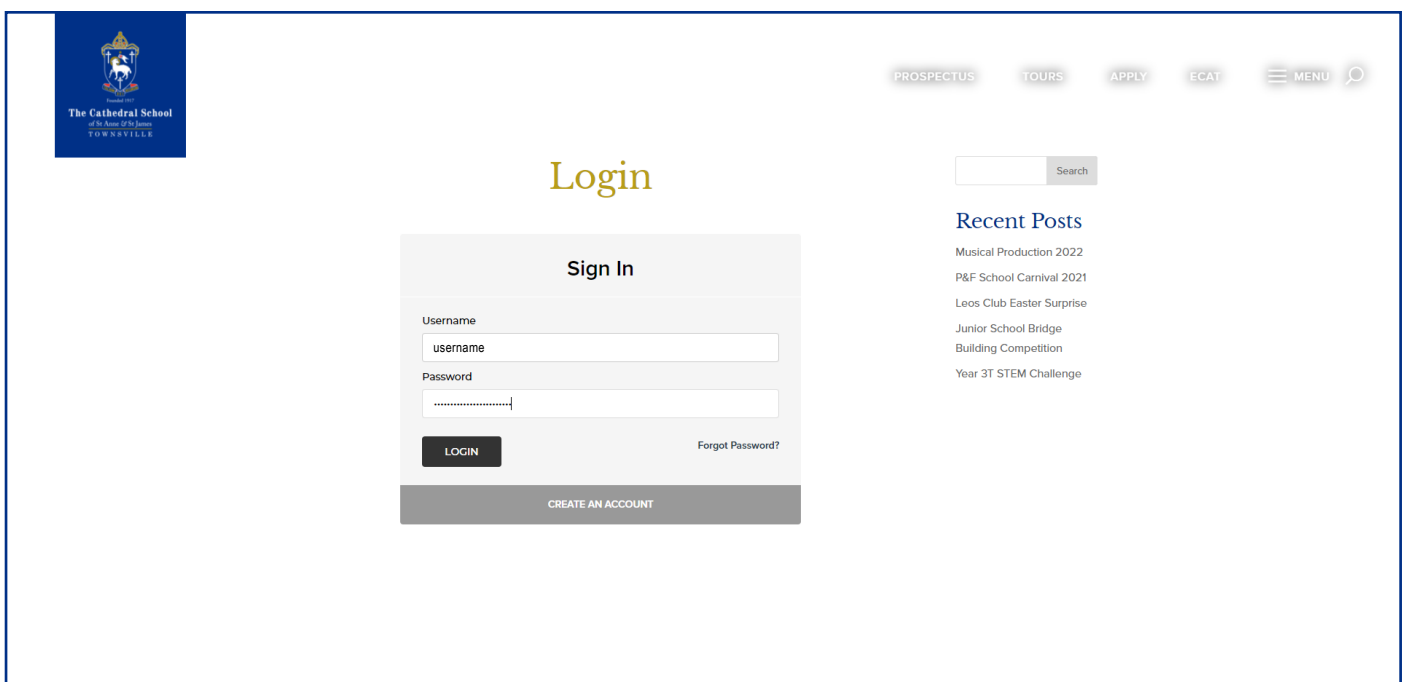 Founded 1917
The Cathedral School
of St Anne & St James
TOWNSVILLE
PROSPECTUS TOURS APPLY ECAT MENU
Login
Search
Recent Posts
Musical Production 2022
P&F School Carnival 2021
Leos Club Easter Surprise
Junior School Bridge
Building Competition
Year 3T STEM Challenge
Sign In
Username
username
Password
LOGIN
Forgot Password?
CREATE AN ACCOUNT